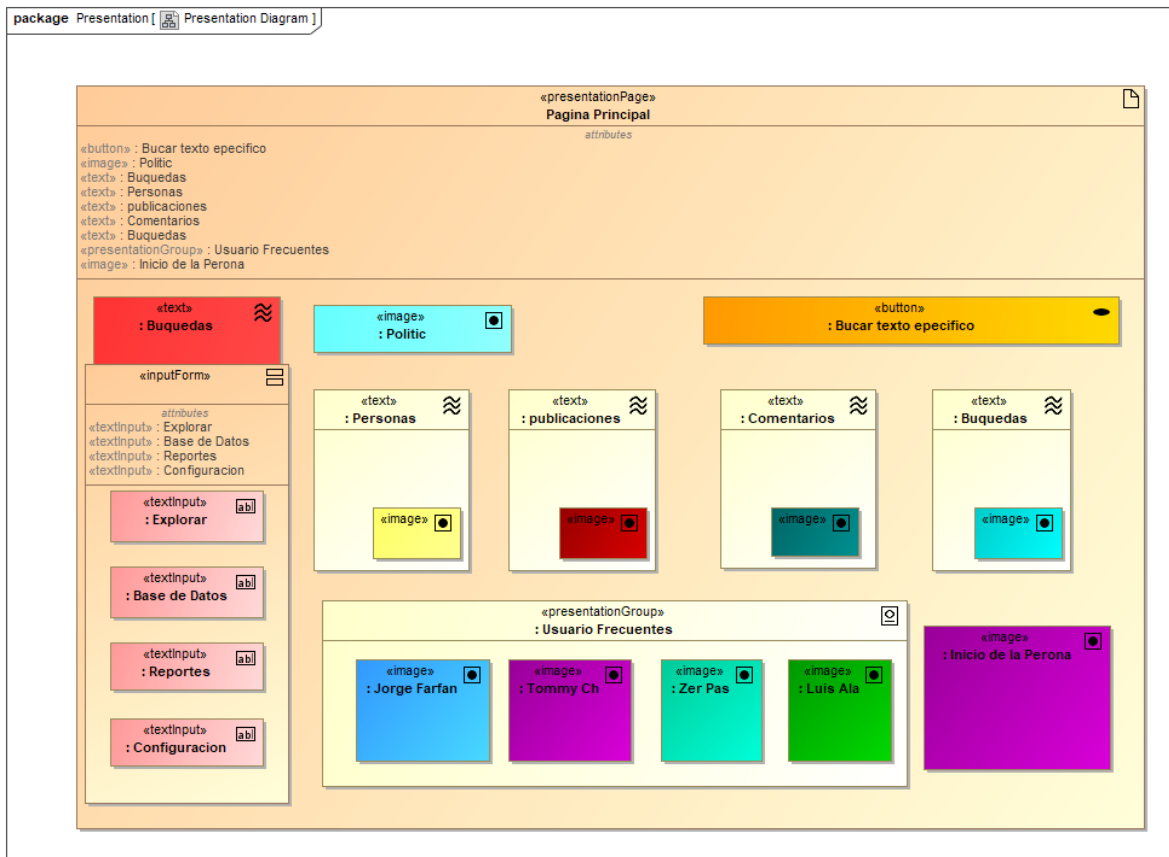 package Presentation [ Presentation Diagram ]
«presentationPage»
Pagina Principal
attributes
«button» : Bucar texto epecifico
«image» : Politic
«text» : Buquedas
«text» : Personas
«text» : publicaciones
«text» : Comentarios
«text» : Buquedas
«presentationGroup» : Usuario Frecuentes
«image» : Inicio de la Perona
«text»
: Buquedas
«image»
: Politic
«button»
: Bucar texto epecifico
«inputForm»
attributes
«textInput» : Explorar
«textInput» : Base de Datos
«textInput» : Reportes
«textInput» : Configuracion
«textInput»
: Explorar
abl
«textInput»
: Base de Datos
abl
«textInput»
: Reportes
abl
«textInput»
: Configuracion
abl
«text»
: Personas
«image»
«text»
: publicaciones
«image»
«text»
: Comentarios
«image»
«text»
: Buquedas
«image»
«presentationGroup»
: Usuario Frecuentes
«image»
: Jorge Farfan
«image»
: Tommy Ch
«image»
: Zer Pas
«image»
: Luis Ala
«image»
: Inicio de la Perona